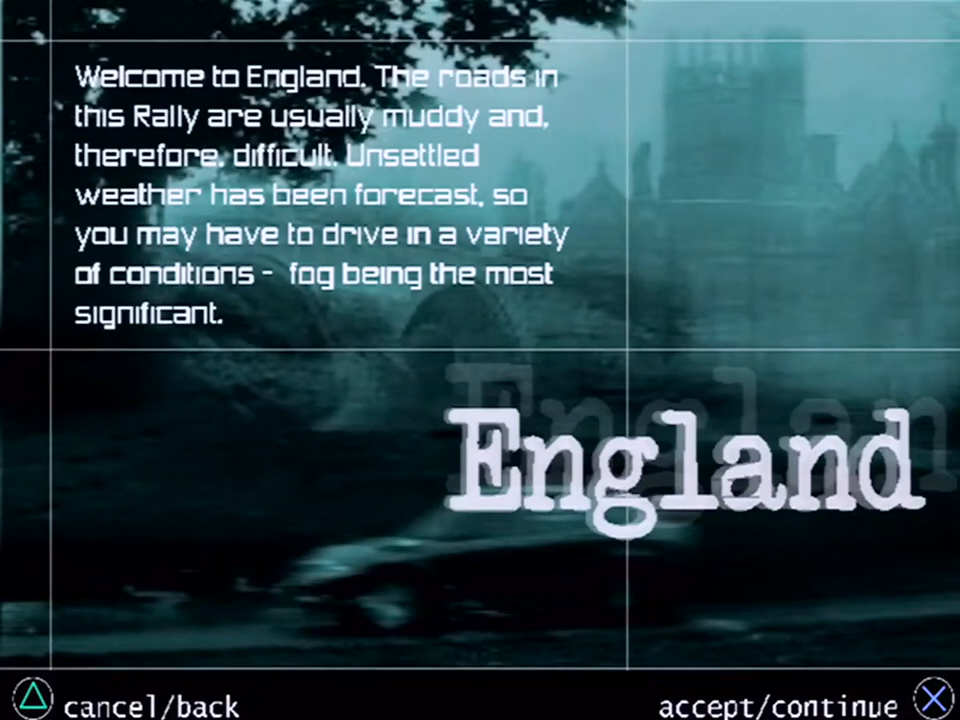 Welcome to England. The roads in
this Rally are usually muddy and,
therefore, difficult. Unsettled
weather has been forecast, so
you may have to drive in a variety
of conditions -  fog being the most
significant.
England
cancel/back
accept/continue